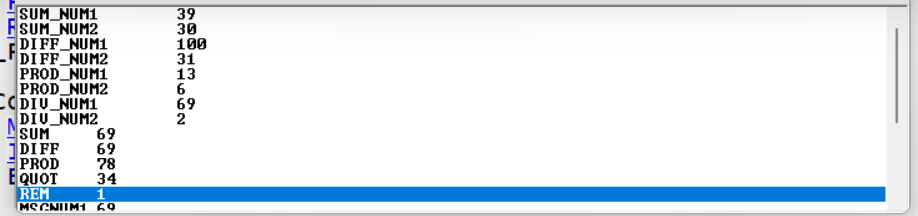 SUM_NUM1 39
SUM_NUM2 30
DIFF_NUM1 100
DIFF_NUM2 31
PROD_NUM1 13
PROD_NUM2 6
DIV_NUM1 69
DIV_NUM2 2
SUM 69
DIFF 69
PROD 78
QUOT 34
REM 1
MSGNUM1 69